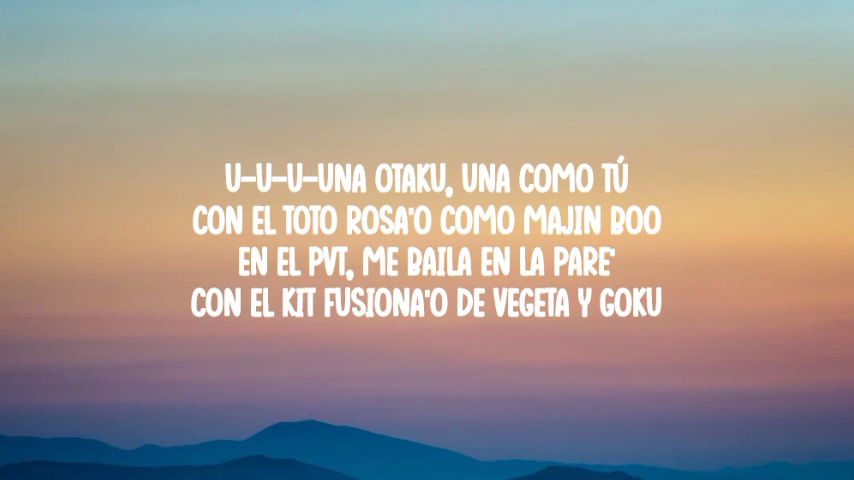 U-U-U-UNA OTAKU, UNA COMO TÚ
CON EL TOTO ROSA'O COMO MAJIN BOO
EN EL PVT, ME BAILA EN LA PARE'
CON EL KIT FUSIONA'O DE VEGETA Y GOKU